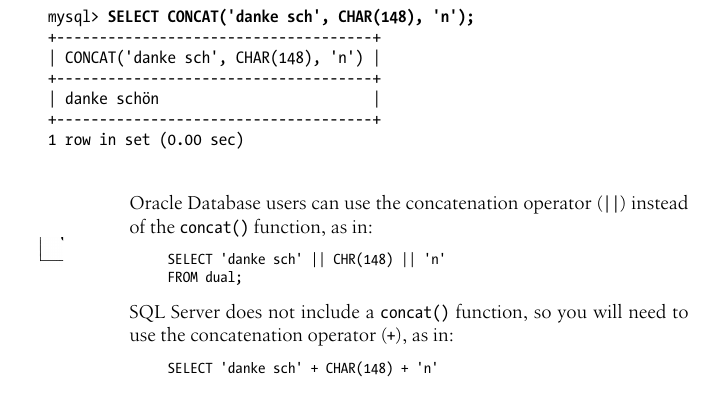 mysql> SELECT CONCAT('danke sch', CHAR(148), 'n');
+-------------------------------------+
| CONCAT('danke sch', CHAR(148), 'n') |
+-------------------------------------+
| danke schön                         |
+-------------------------------------+
1 row in set (0.00 sec)
Oracle Database users can use the concatenation operator (||) instead
of the concat() function, as in:
SELECT 'danke sch' || CHR(148) || 'n'
FROM dual;
SQL Server does not include a concat() function, so you will need to
use the concatenation operator (+), as in:
SELECT 'danke sch' + CHAR(148) + 'n'